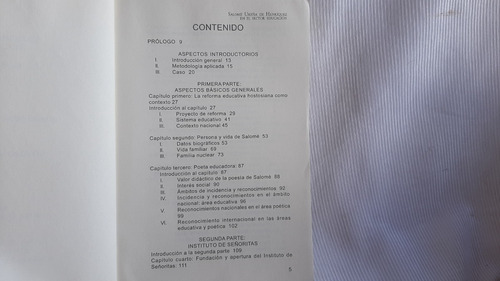 Salomé Ureña de Henríquez
en el sector educativo
CONTENIDO
PRÓLOGO 9
ASPECTOS INTRODUCTORIOS
I. Introducción general 13
II. Metodología aplicada 15
III. Caso 20
PRIMERA PARTE:
ASPECTOS BÁSICOS GENERALES
Capítulo primero: La reforma educativa hostosiana como
contexto 27
Introducción al capítulo 27
I. Proyecto de reforma 29
II. Sistema educativo 41
III. Contexto nacional 45
Capítulo segundo: Persona y vida de Salomé 53
I. Datos biográficos 53
II. Vida familiar 69
III. Familia nuclear 73
Capítulo tercero: Poeta educadora 87
Introducción al capítulo 87
I. Valor didáctico de la poesía de Salomé 88
II. Interés social 90
III. Ámbitos de incidencia y reconocimientos 92
IV. Incidencia y reconocimientos en el ámbito
nacional: área educativa 96
V. Reconocimientos nacionales en el área poética
99
VI. Reconocimiento internacional en las áreas
educativa y poética 102
SEGUNDA PARTE:
INSTITUTO DE SEÑORITAS
Introducción a la segunda parte 109
Capítulo cuarto: Fundación y apertura del Instituto de
Señoritas 111
5